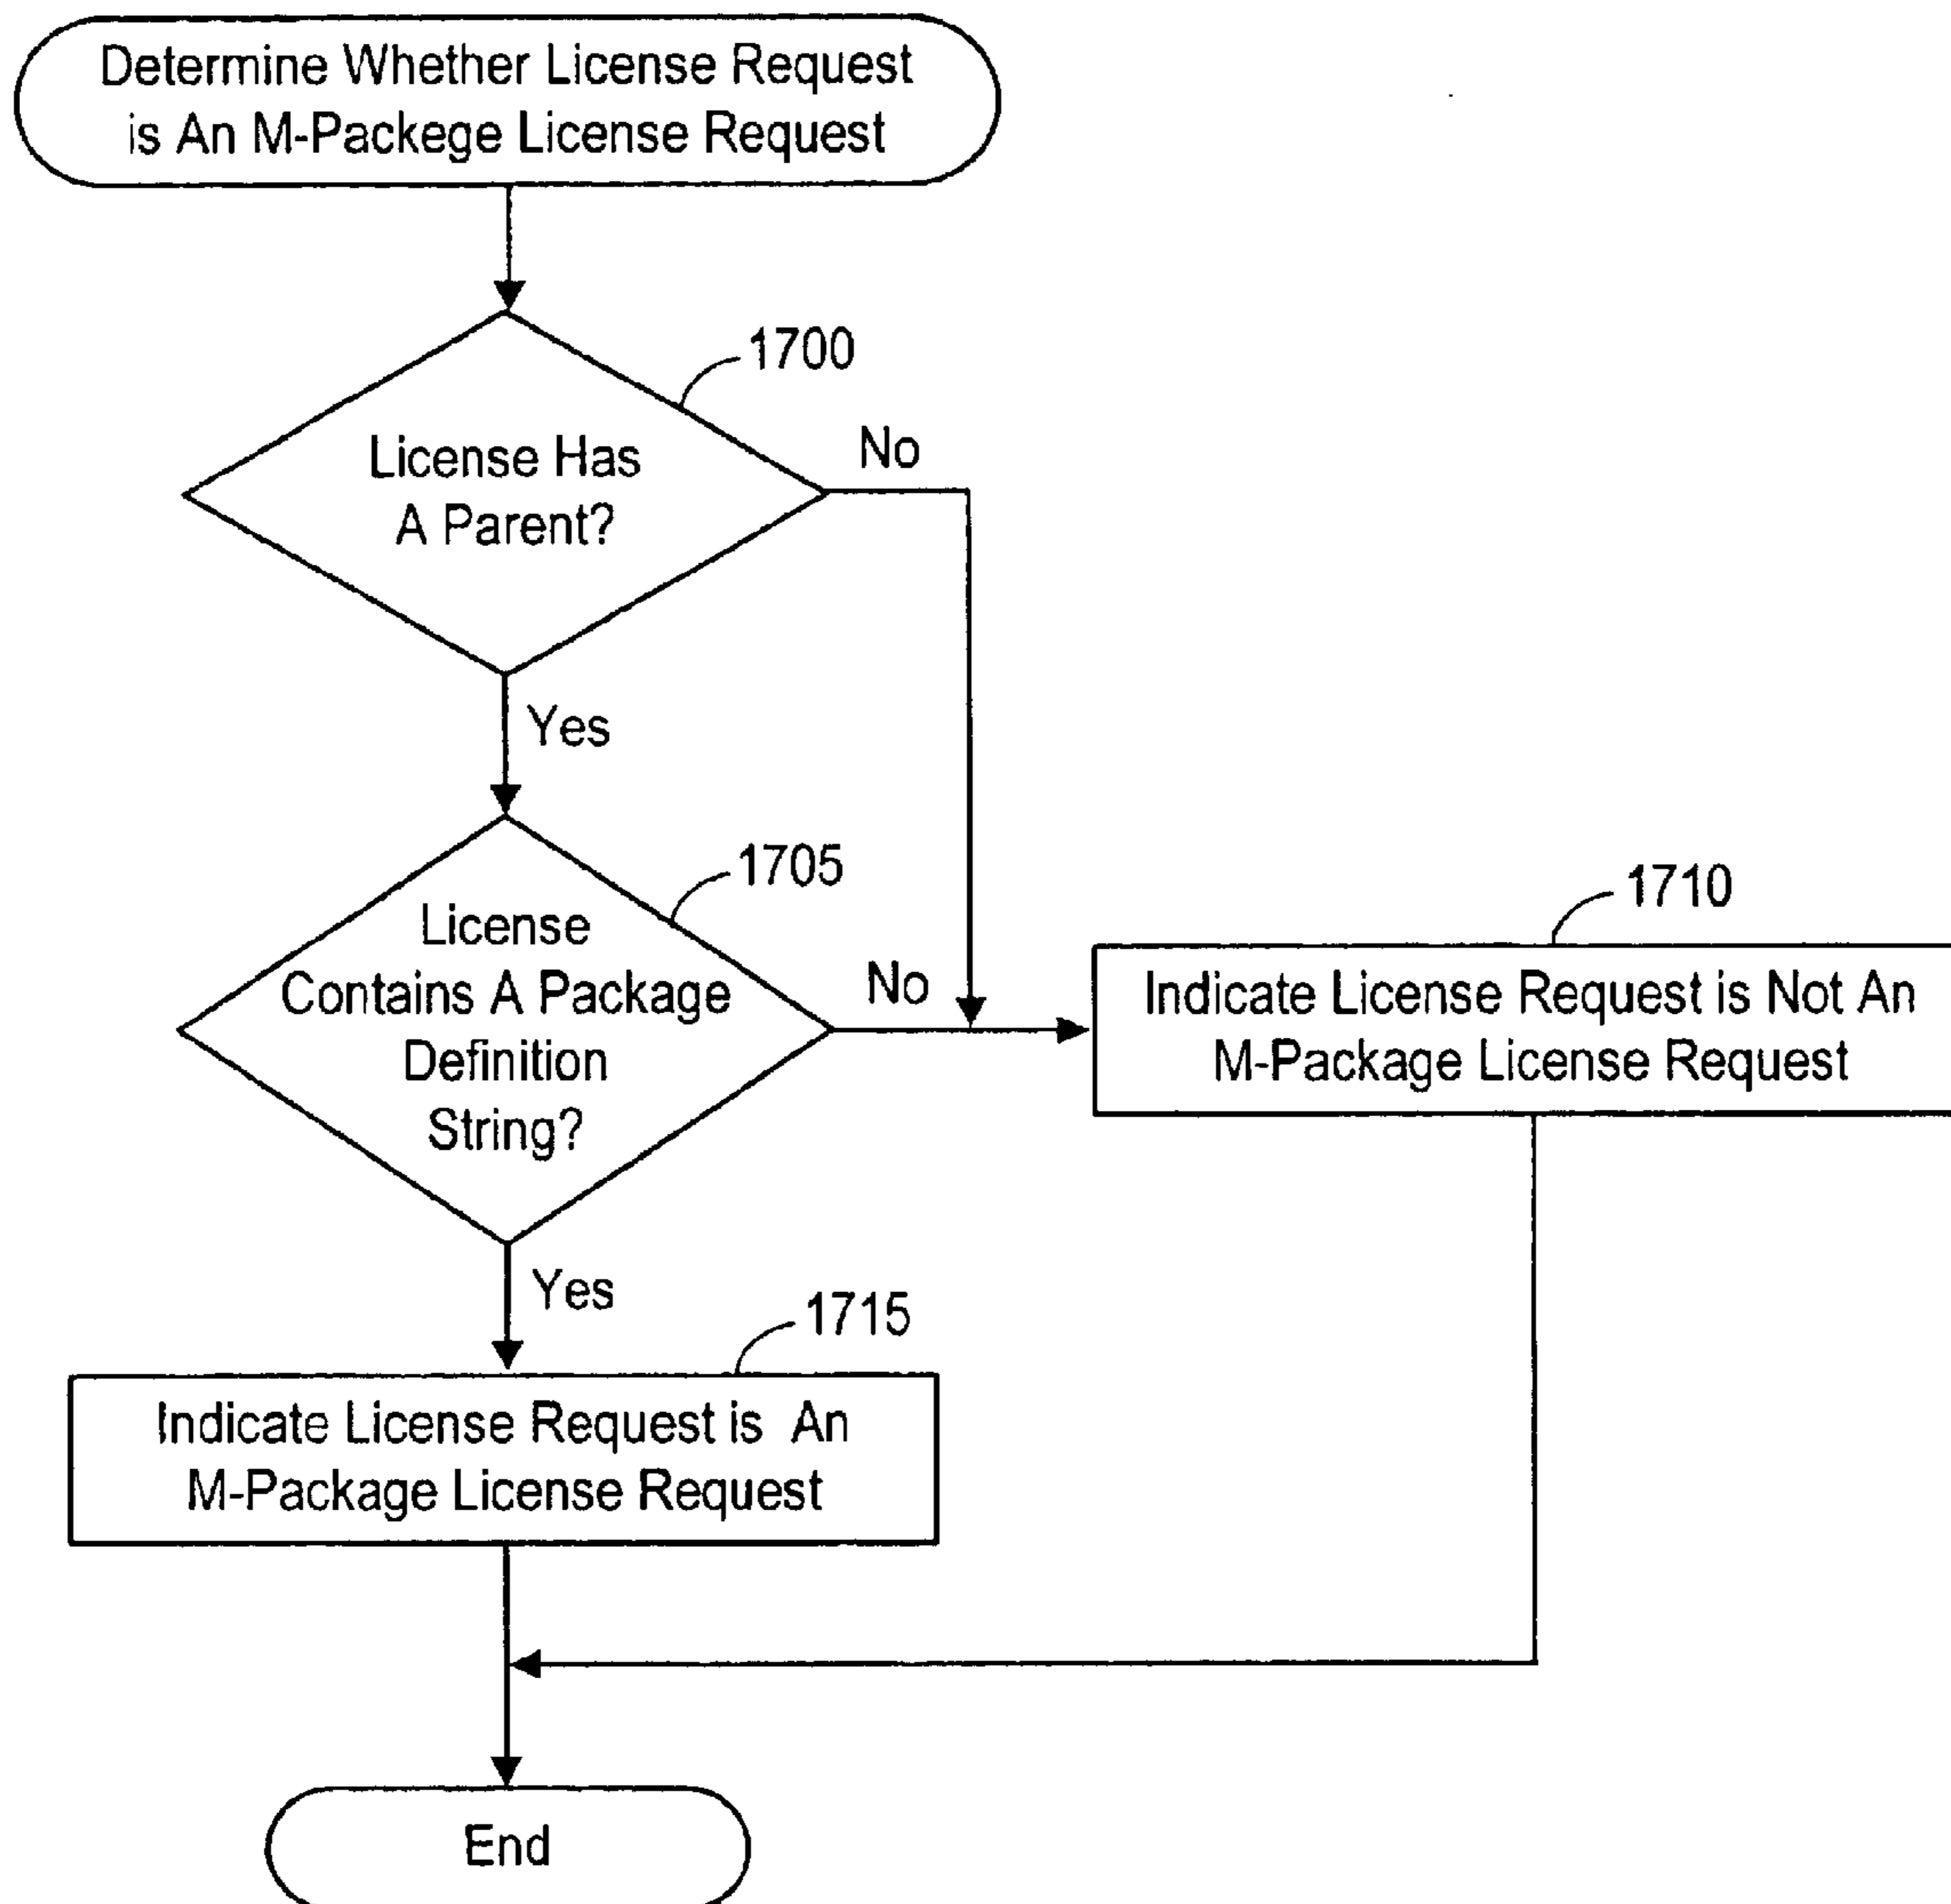 Determine Whether License Request
is An M-Packege License Request
1700
License Has
A Parent?
No
Yes
1705
License
Contains A Package
Definition
String?
No
1710
Indicate License Request is Not An
M-Package License Request
Yes
1715
Indicate License Request is An
M-Package License Request
End